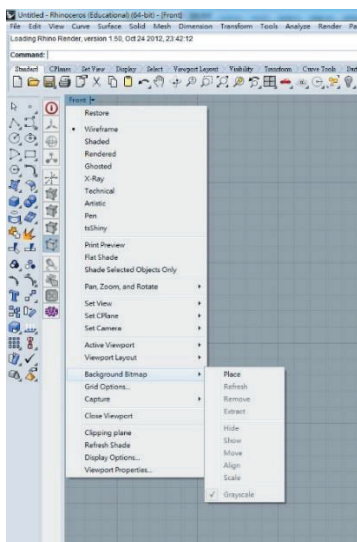 Untitled - Rhinoceros (Educational) (64-bit) - [Front]
File Edit View Curve Surface Solid Mesh Dimension Transform Tools Analyze Render Pa
Loading Rhino Render, version 1.50, Oct 24 2012, 23:42:12
Command:
Standard CPlanes Set View Display Select Viewport Layout Visibility Transform Curve Tools
Front
Restore
Wireframe
Shaded
Rendered
Ghosted
X-Ray
Technical
Artistic
Pen
tsShiny
Print Preview
Flat Shade
Shade Selected Objects Only
Pan, Zoom, and Rotate
Set View
Set CPlane
Set Camera
Active Viewport
Viewport Layout
Background Bitmap
Grid Options...
Capture
Close Viewport
Clipping plane
Refresh Shade
Display Options...
Viewport Properties...
Place
Refresh
Remove
Extract
Hide
Show
Move
Align
Scale
Grayscale